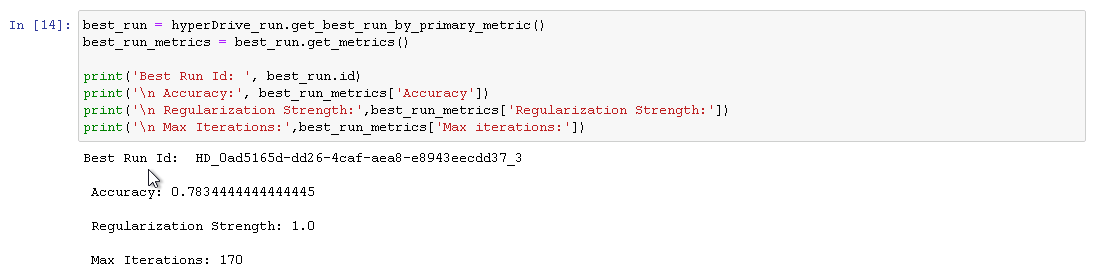 In [14]: best_run = hyperDrive_run.get_best_run_by_primary_metric()
best_run_metrics = best_run.get_metrics()
print('Best Run Id: ', best_run.id)
print('\n Accuracy:', best_run_metrics['Accuracy'])
print('\n Regularization Strength:',best_run_metrics['Regularization Strength:'])
print('\n Max Iterations:',best_run_metrics['Max iterations:'])
Best Run Id:  HD_0ad5165d-dd26-4caf-aea8-e8943eecdd37_3
Accuracy: 0.7834444444444445
Regularization Strength: 1.0
Max Iterations: 170